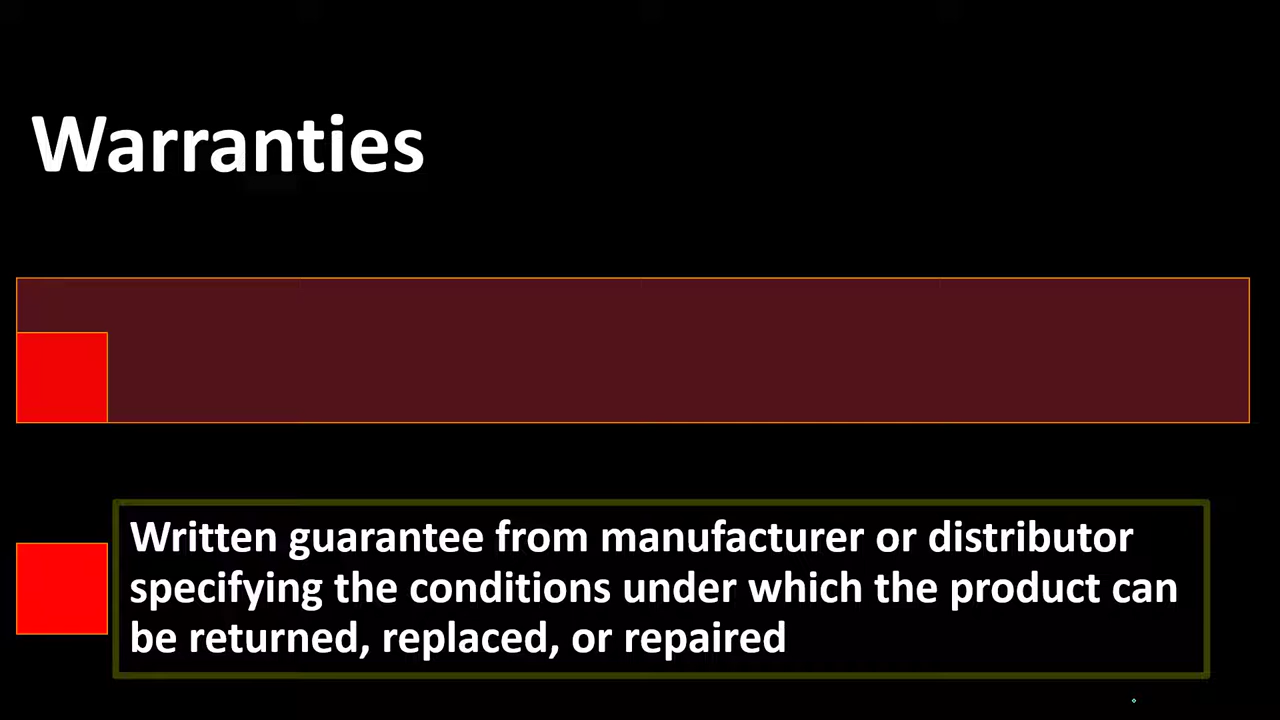 Warranties
Written guarantee from manufacturer or distributor
specifying the conditions under which the product can
be returned, replaced, or repaired